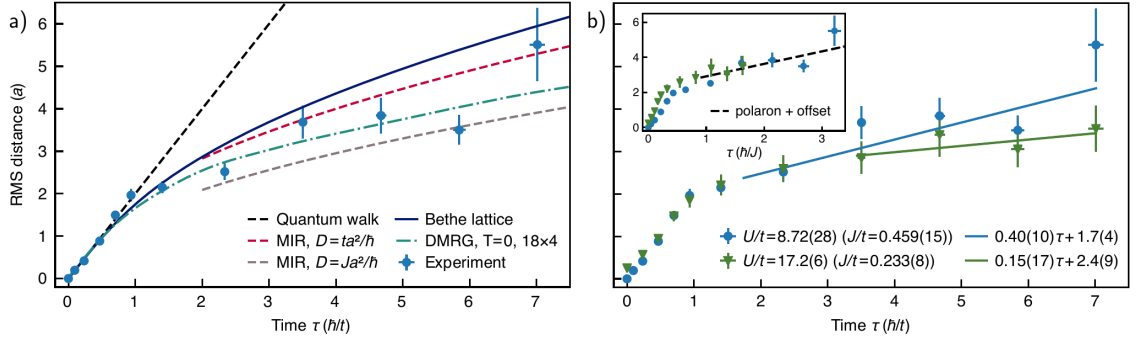 a)
RMS distance (a)
6
5
4
3
2
1
0
Quantum walk
MIR, D = ta²/ħ
MIR, D = Ja²/ħ
Bethe lattice
DMRG, T=0, 18×4
Experiment
0 1 2 3 4 5 6 7
Time τ (ħ/t)
b)
6
4
2
0
polaron + offset
0 1 2 3
τ (ħ/J)
U/t = 8.72(28) (J/t = 0.459(15))
U/t = 17.2(6) (J/t = 0.233(8))
0.40(10)τ + 1.7(4)
0.15(17)τ + 2.4(9)
0 1 2 3 4 5 6 7
Time τ (ħ/t)